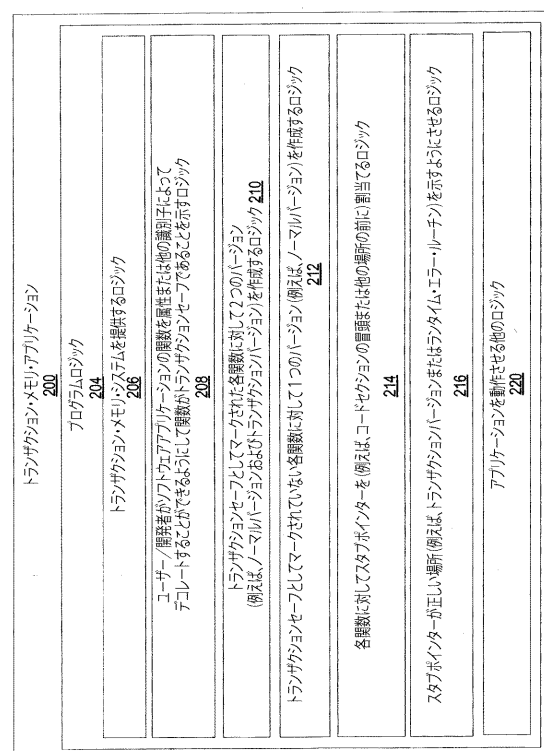 トランザクション・メモリ・アプリケーション
200
プログラムロジック
204
トランザクション・メモリ・システムを提供するロジック
206
ユーザー/開発者がソフトウェアアプリケーションの関数を属性または他の識別子によって
デコレートすることができるようにして関数がトランザクションセーフであることを示すロジック
208
トランザクションセーフとしてマークされた各関数に対して2つのバージョン
(例えば、ノーマルバージョンおよびトランザクションバージョン)を作成するロジック 210
トランザクションセーフとしてマークされていない各関数に対して1つのバージョン(例えば、ノーマルバージョン)を作成するロジック
212
各関数に対してスタブポインターを(例えば、コードセクションの冒頭または他の場所の前に)割当てるロジック
214
スタブポインターが正しい場所(例えば、トランザクションバージョンまたはランタイム・エラー・ルーチン)を示すようにさせるロジック
216
アプリケーションを動作させる他のロジック
220